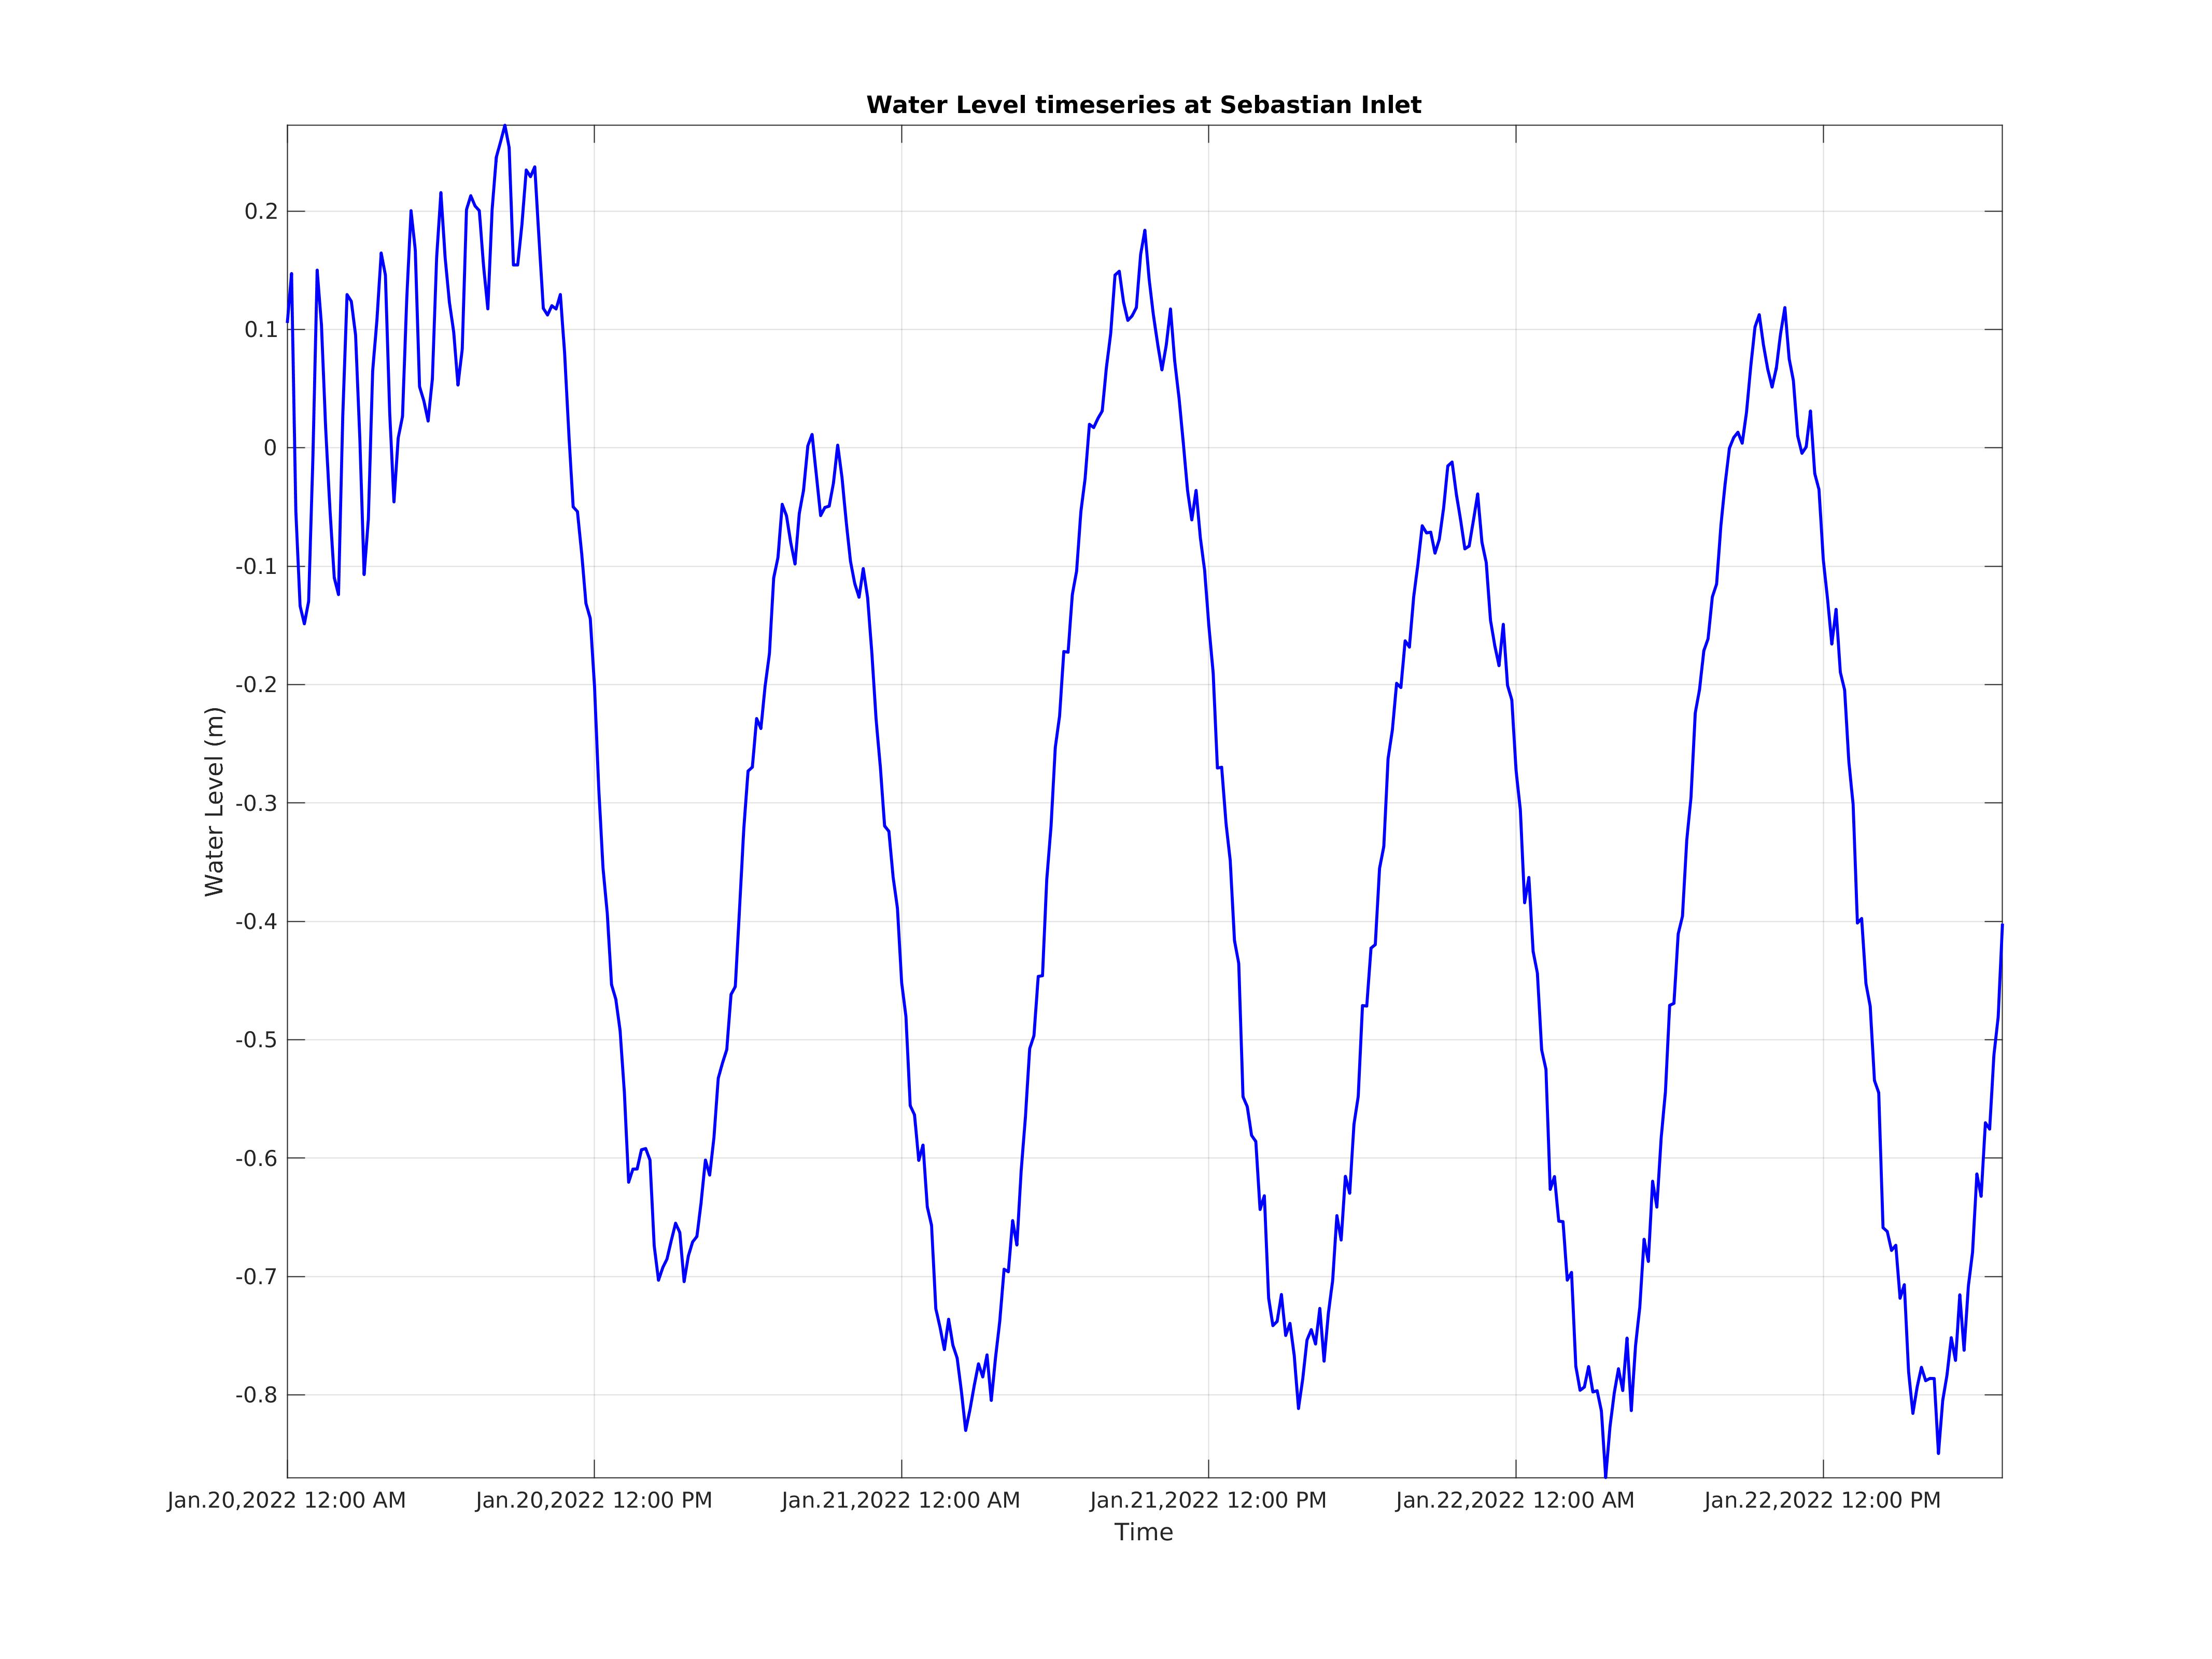 Water Level timeseries at Sebastian Inlet
0.2
0.1
0
-0.1
-0.2
-0.3
-0.4
-0.5
-0.6
-0.7
-0.8
Water Level (m)
Jan.20,2022 12:00 AM
Jan.20,2022 12:00 PM
Jan.21,2022 12:00 AM
Jan.21,2022 12:00 PM
Jan.22,2022 12:00 AM
Jan.22,2022 12:00 PM
Time